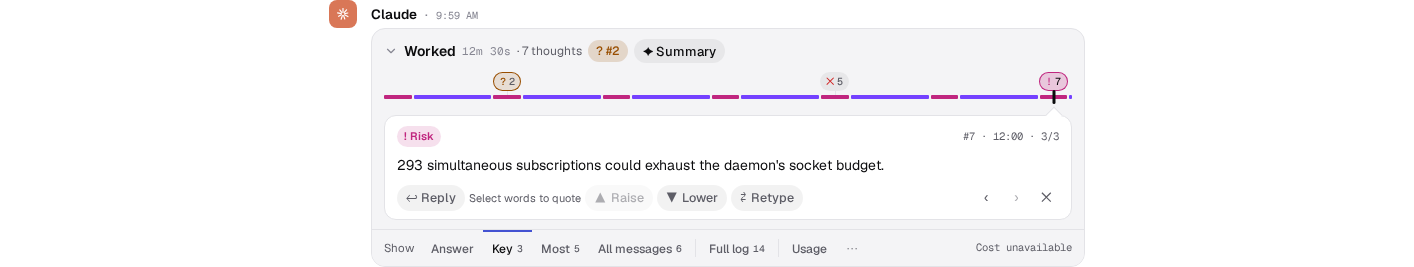 Claude · 9:59 AM
Worked 12m 30s · 7 thoughts ? #2 ✦ Summary
? 2 ✕ 5 ! 7
! Risk #7 · 12:00 · 3/3
293 simultaneous subscriptions could exhaust the daemon's socket budget.
↩ Reply Select words to quote ▲ Raise ▼ Lower ⇄ Retype ‹ › ✕
Show Answer Key 3 Most 5 All messages 6 Full log 14 Usage ··· Cost unavailable